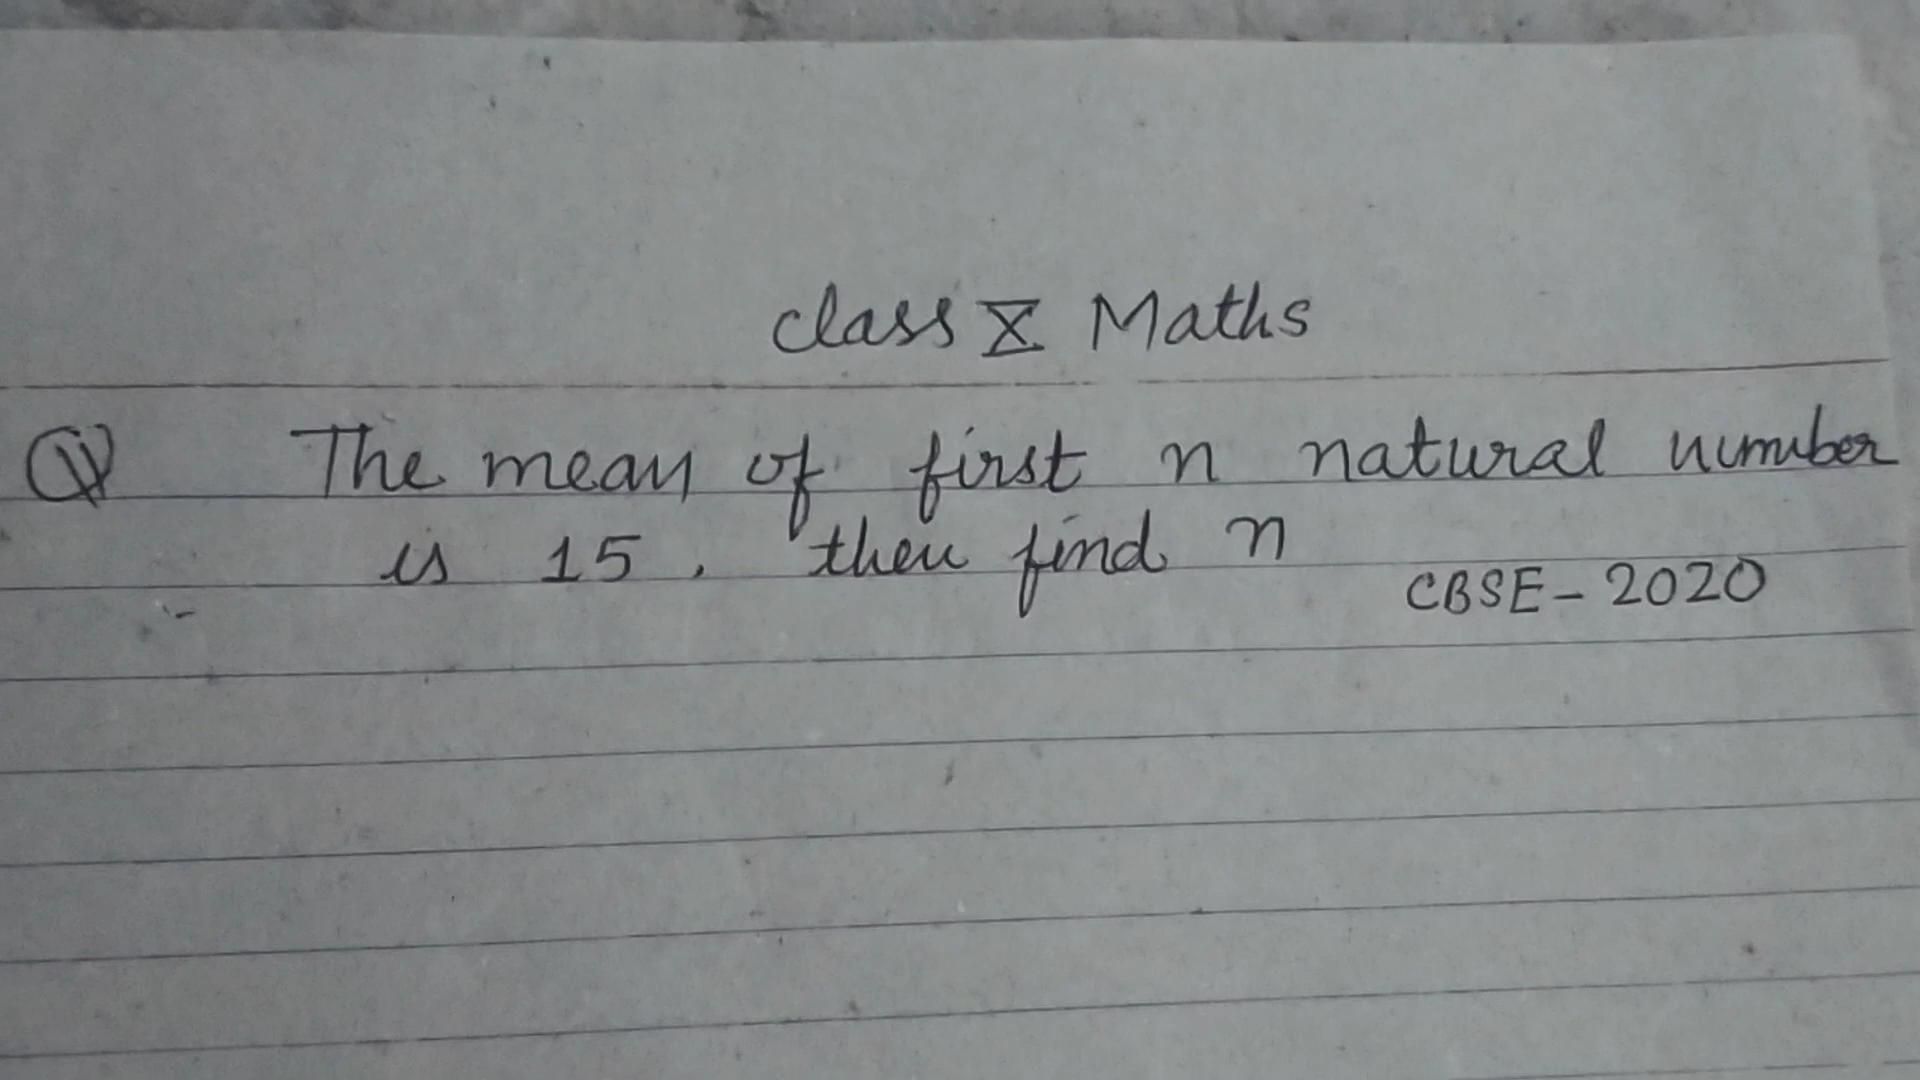 class X Maths
Q The mean of first n natural number
is 15, then find n
CBSE-2020